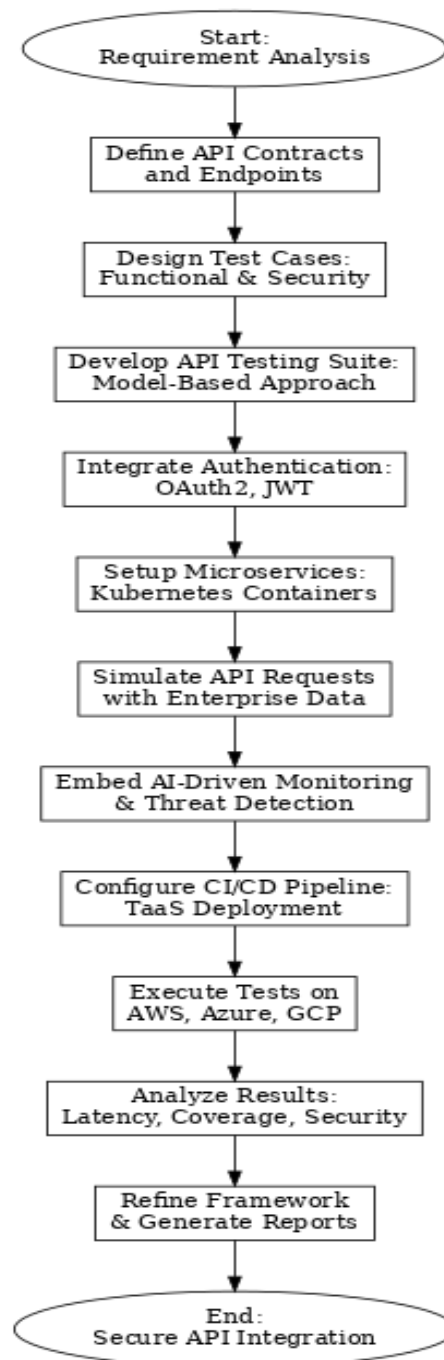 Start:
Requirement Analysis
Define API Contracts
and Endpoints
Design Test Cases:
Functional & Security
Develop API Testing Suite:
Model-Based Approach
Integrate Authentication:
OAuth2, JWT
Setup Microservices:
Kubernetes Containers
Simulate API Requests
with Enterprise Data
Embed AI-Driven Monitoring
& Threat Detection
Configure CI/CD Pipeline:
TaaS Deployment
Execute Tests on
AWS, Azure, GCP
Analyze Results:
Latency, Coverage, Security
Refine Framework
& Generate Reports
End:
Secure API Integration